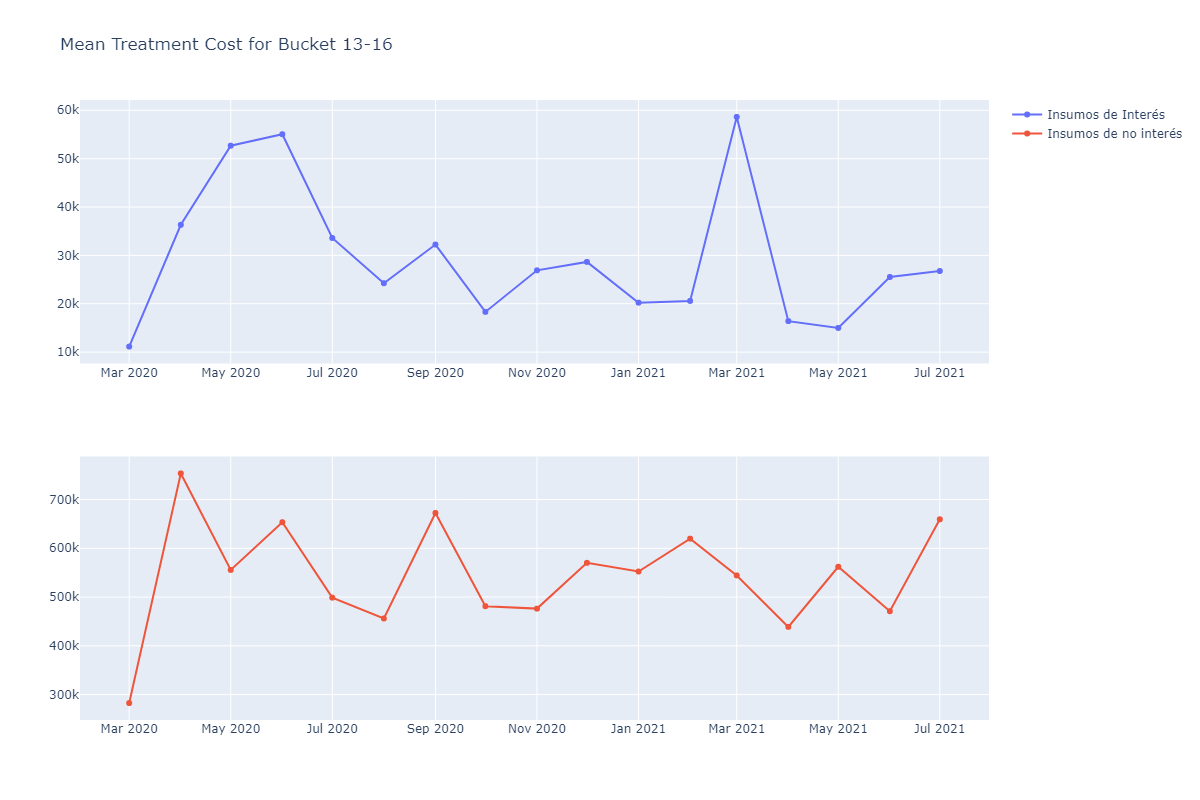 Mean Treatment Cost for Bucket 13-16
60k
50k
40k
30k
20k
10k
Mar 2020 May 2020 Jul 2020 Sep 2020 Nov 2020 Jan 2021 Mar 2021 May 2021 Jul 2021
Insumos de Interés
Insumos de no interés
700k
600k
500k
400k
300k
Mar 2020 May 2020 Jul 2020 Sep 2020 Nov 2020 Jan 2021 Mar 2021 May 2021 Jul 2021